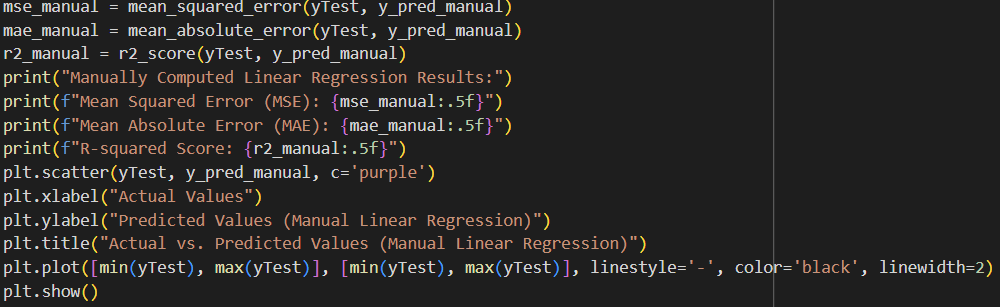 mse_manual = mean_squared_error(yTest, y_pred_manual)
mae_manual = mean_absolute_error(yTest, y_pred_manual)
r2_manual = r2_score(yTest, y_pred_manual)
print("Manually Computed Linear Regression Results:")
print(f"Mean Squared Error (MSE): {mse_manual:.5f}")
print(f"Mean Absolute Error (MAE): {mae_manual:.5f}")
print(f"R-squared Score: {r2_manual:.5f}")
plt.scatter(yTest, y_pred_manual, c='purple')
plt.xlabel("Actual Values")
plt.ylabel("Predicted Values (Manual Linear Regression)")
plt.title("Actual vs. Predicted Values (Manual Linear Regression)")
plt.plot([min(yTest), max(yTest)], [min(yTest), max(yTest)], linestyle='-', color='black', linewidth=2)
plt.show()